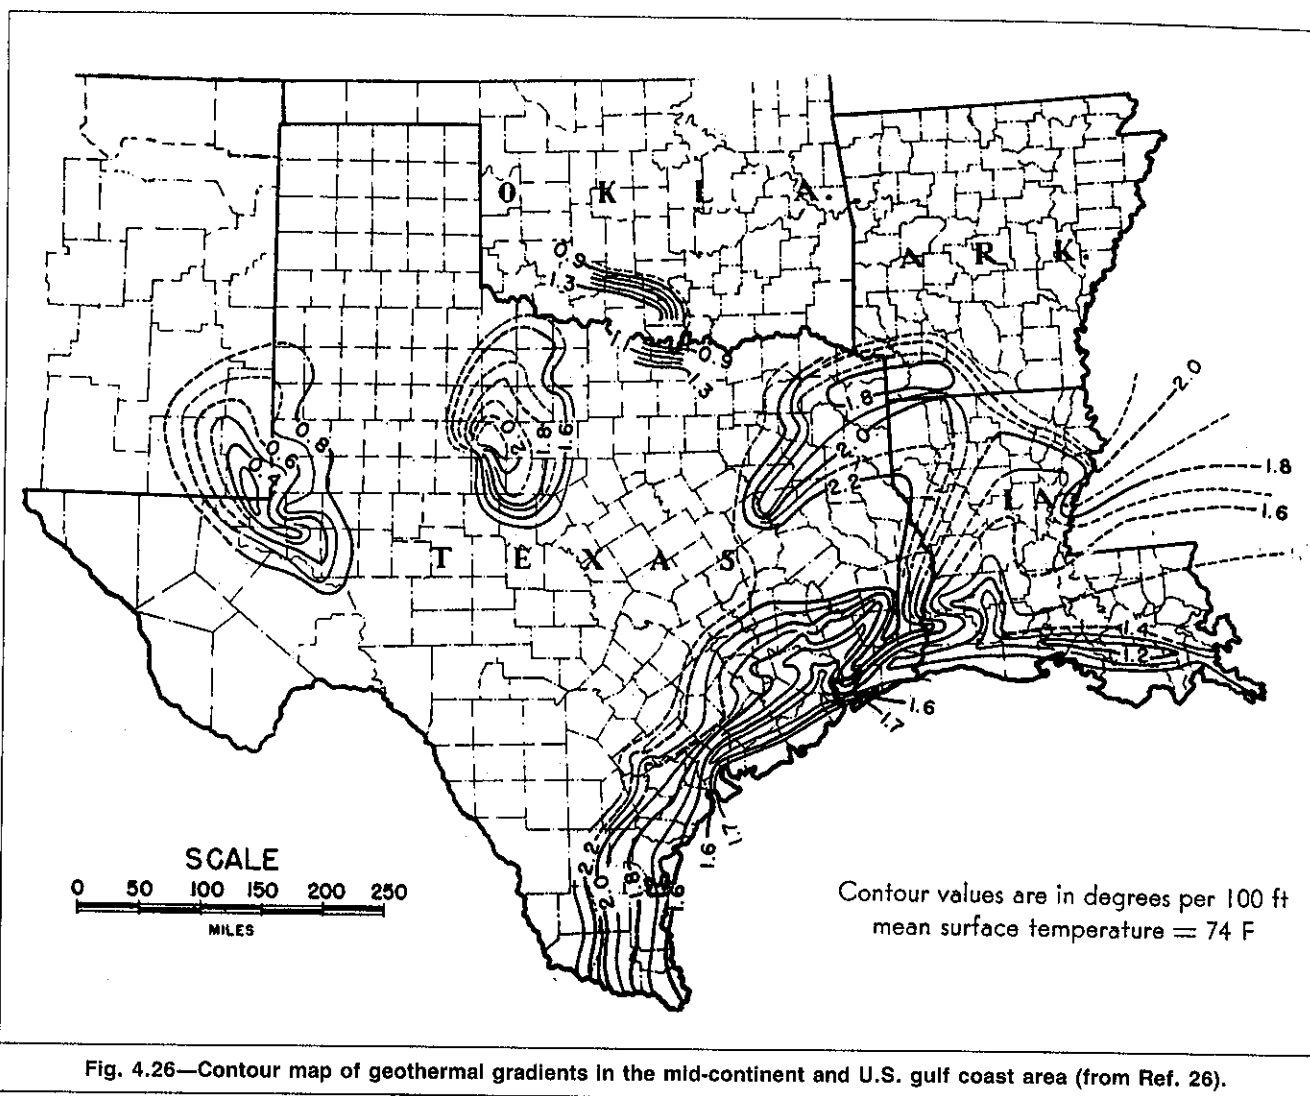 O K L A.
A R K.
0.9
1.3
1.
0.9
1.3
2.0
1.8
1.6
0.8
0.6
1.8
1.6
1.8
2.0
2.2
L A.
T E X A S
1.4
1.2
1.6
1.7
1.6
1.7
2.2
2.0
1.8
1.6
SCALE
0 50 100 150 200 250
MILES
Contour values are in degrees per 100 ft
mean surface temperature = 74 F
Fig. 4.26—Contour map of geothermal gradients in the mid-continent and U.S. gulf coast area (from Ref. 26).